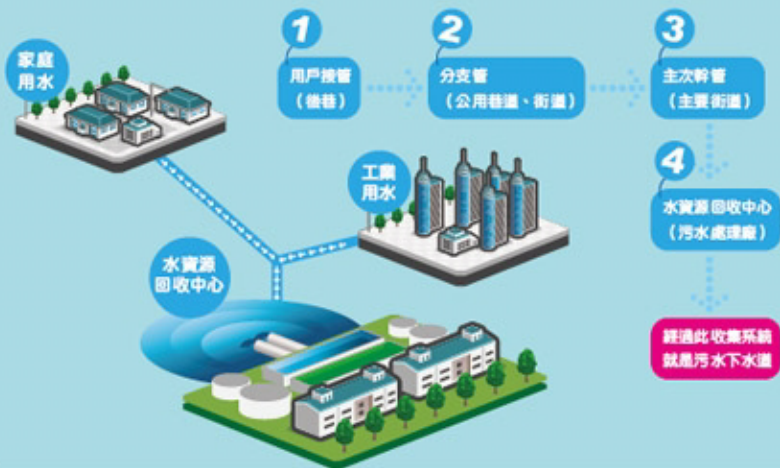 家庭
用水
1
用戶接管
（後巷）
2
分支管
（公用巷道、街道）
3
主次幹管
（主要街道）
4
水資源回收中心
（污水處理廠）
經過此收集系統
就是污水下水道
工業
用水
水資源
回收中心